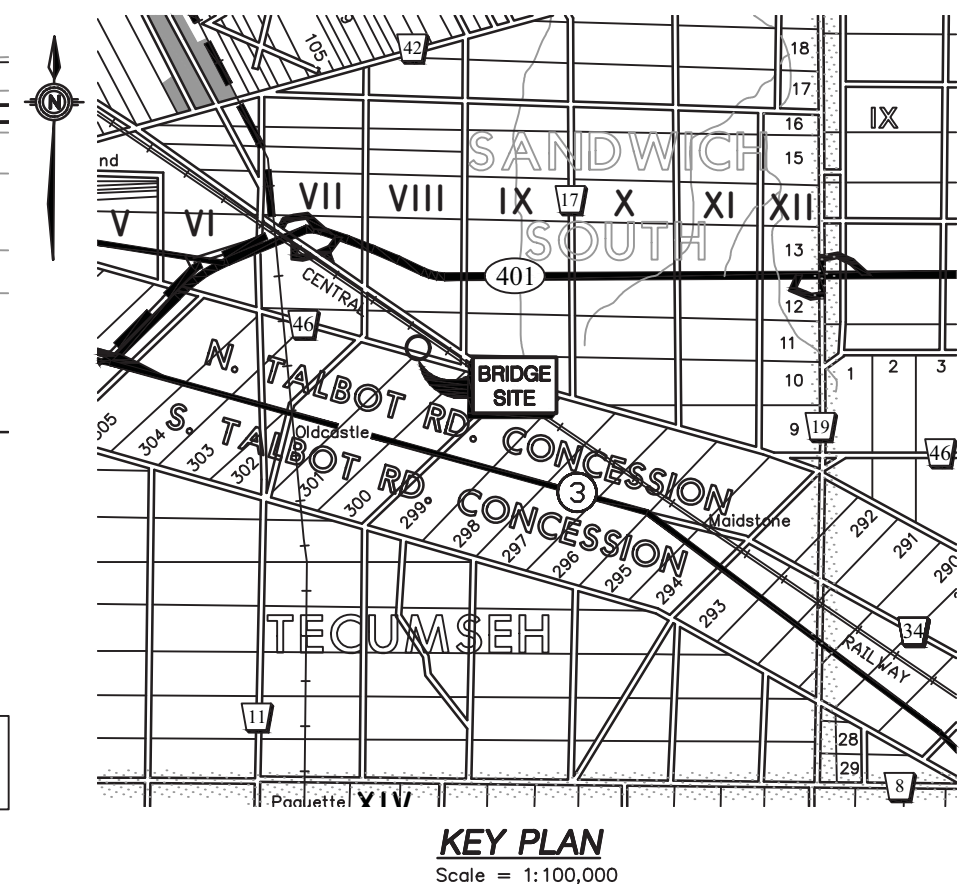 105
9
42
18
17
16
IX
N
SANDWICH
15
nd
VII
VIII
IX
17
X
XI
XII
V
VI
SOUTH
13
401
CENTRAL
12
46
11
BRIDGE
SITE
10
1
2
3
N. TALBOT RD. CONCESSION
S. TALBOT RD. CONCESSION
9
19
46
Oldcastle
305
304
303
302
301
300
299
298
297
296
295
294
293
292
291
290
3
Maidstone
TECUMSEH
34
RAILWAY
11
28
29
8
Paquette
XIV
KEY PLAN
Scale = 1:100,000